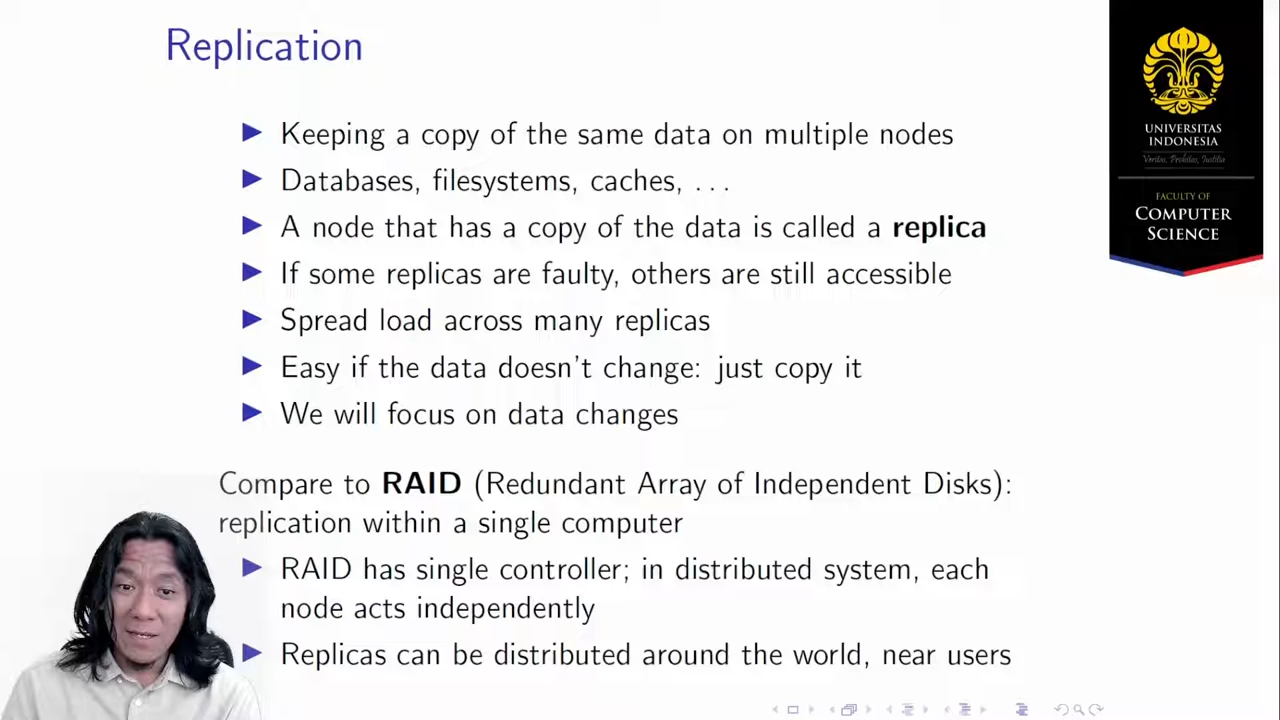 Replication
Keeping a copy of the same data on multiple nodes
Databases, filesystems, caches, . . .
A node that has a copy of the data is called a replica
If some replicas are faulty, others are still accessible
Spread load across many replicas
Easy if the data doesn't change: just copy it
We will focus on data changes
Compare to RAID (Redundant Array of Independent Disks):
replication within a single computer
RAID has single controller; in distributed system, each
node acts independently
Replicas can be distributed around the world, near users
UNIVERSITAS
INDONESIA
Veritas, Probitas, Iustitia
FACULTY OF
COMPUTER
SCIENCE